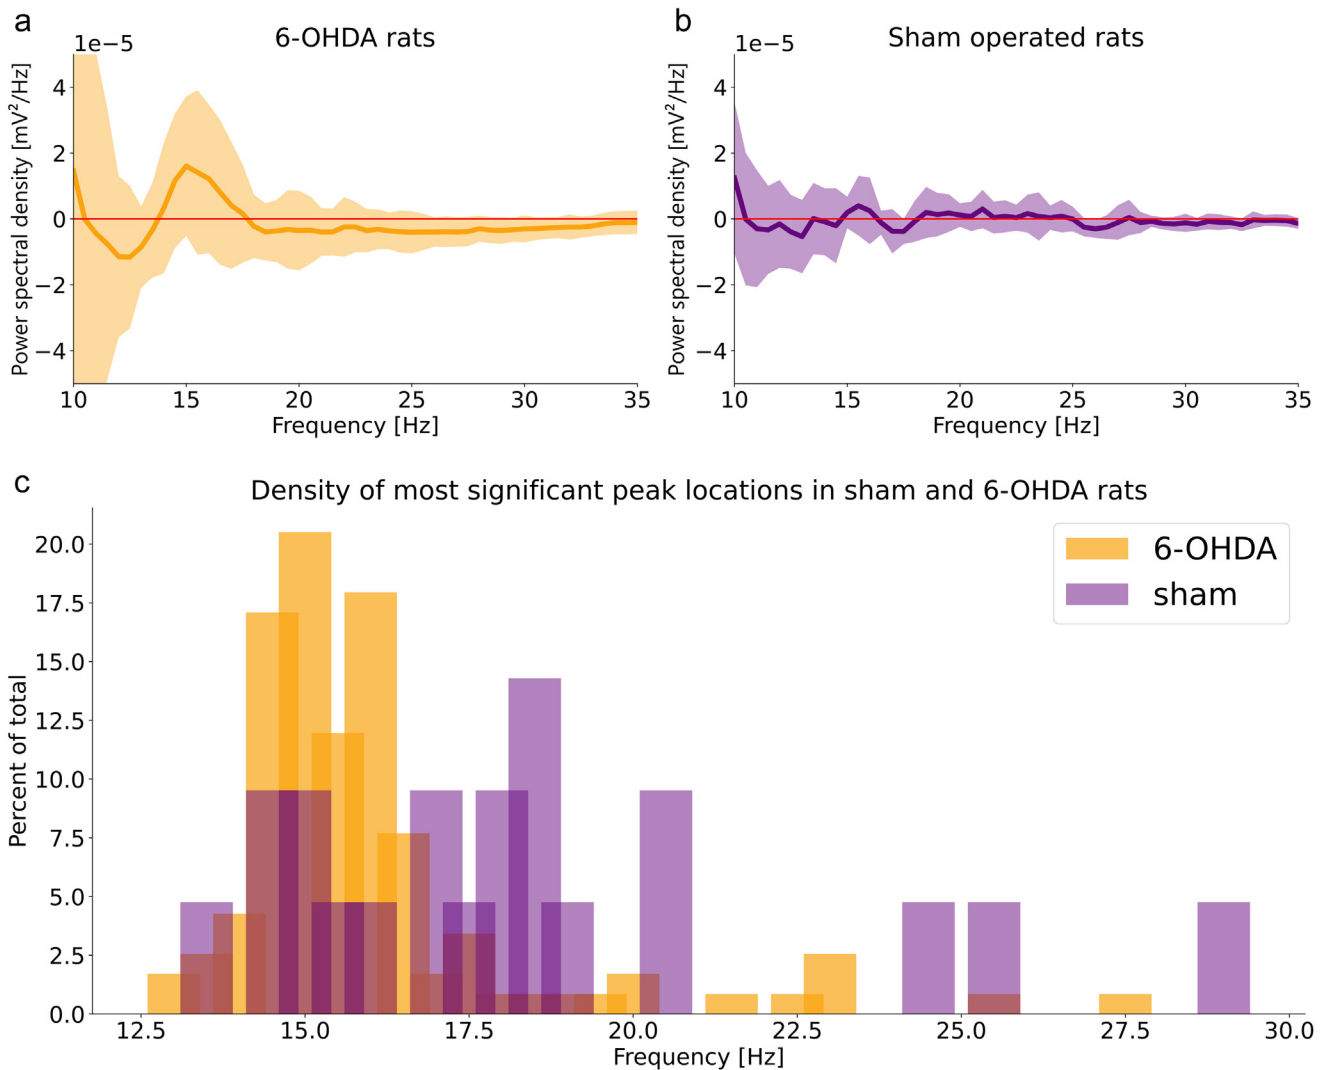 a
6-OHDA rats
1e−5
Power spectral density [mV²/Hz]
4
2
0
−2
−4
10 15 20 25 30 35
Frequency [Hz]
b
Sham operated rats
1e−5
Power spectral density [mV²/Hz]
4
2
0
−2
−4
10 15 20 25 30 35
Frequency [Hz]
c
Density of most significant peak locations in sham and 6-OHDA rats
Percent of total
20.0
17.5
15.0
12.5
10.0
7.5
5.0
2.5
0.0
6-OHDA
sham
12.5 15.0 17.5 20.0 22.5 25.0 27.5 30.0
Frequency [Hz]